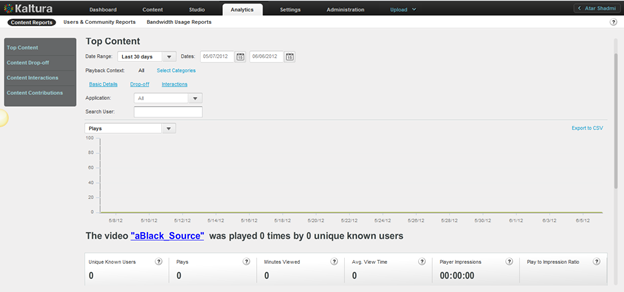 Kaltura Dashboard Content Studio Analytics Settings Administration Upload Atar Shadmi
Content Reports Users & Community Reports Bandwidth Usage Reports ?
Top Content
Content Drop-off
Content Interactions
Content Contributions
Top Content
Date Range: Last 30 days Dates: 05/07/2012 06/06/2012
Playback Context: All Select Categories
Basic Details Drop-off Interactions
Application: All
Search User:
Plays Export to CSV
100
80
60
40
20
0
5/8/12 5/10/12 5/12/12 5/14/12 5/16/12 5/18/12 5/20/12 5/22/12 5/24/12 5/26/12 5/28/12 5/30/12 6/1/12 6/3/12 6/5/12
The video "aBlack_Source" was played 0 times by 0 unique known users
Unique Known Users ? Plays ? Minutes Viewed ? Avg. View Time ? Player Impressions ? Play to Impression Ratio ?
0 0 0 0 00:00:00